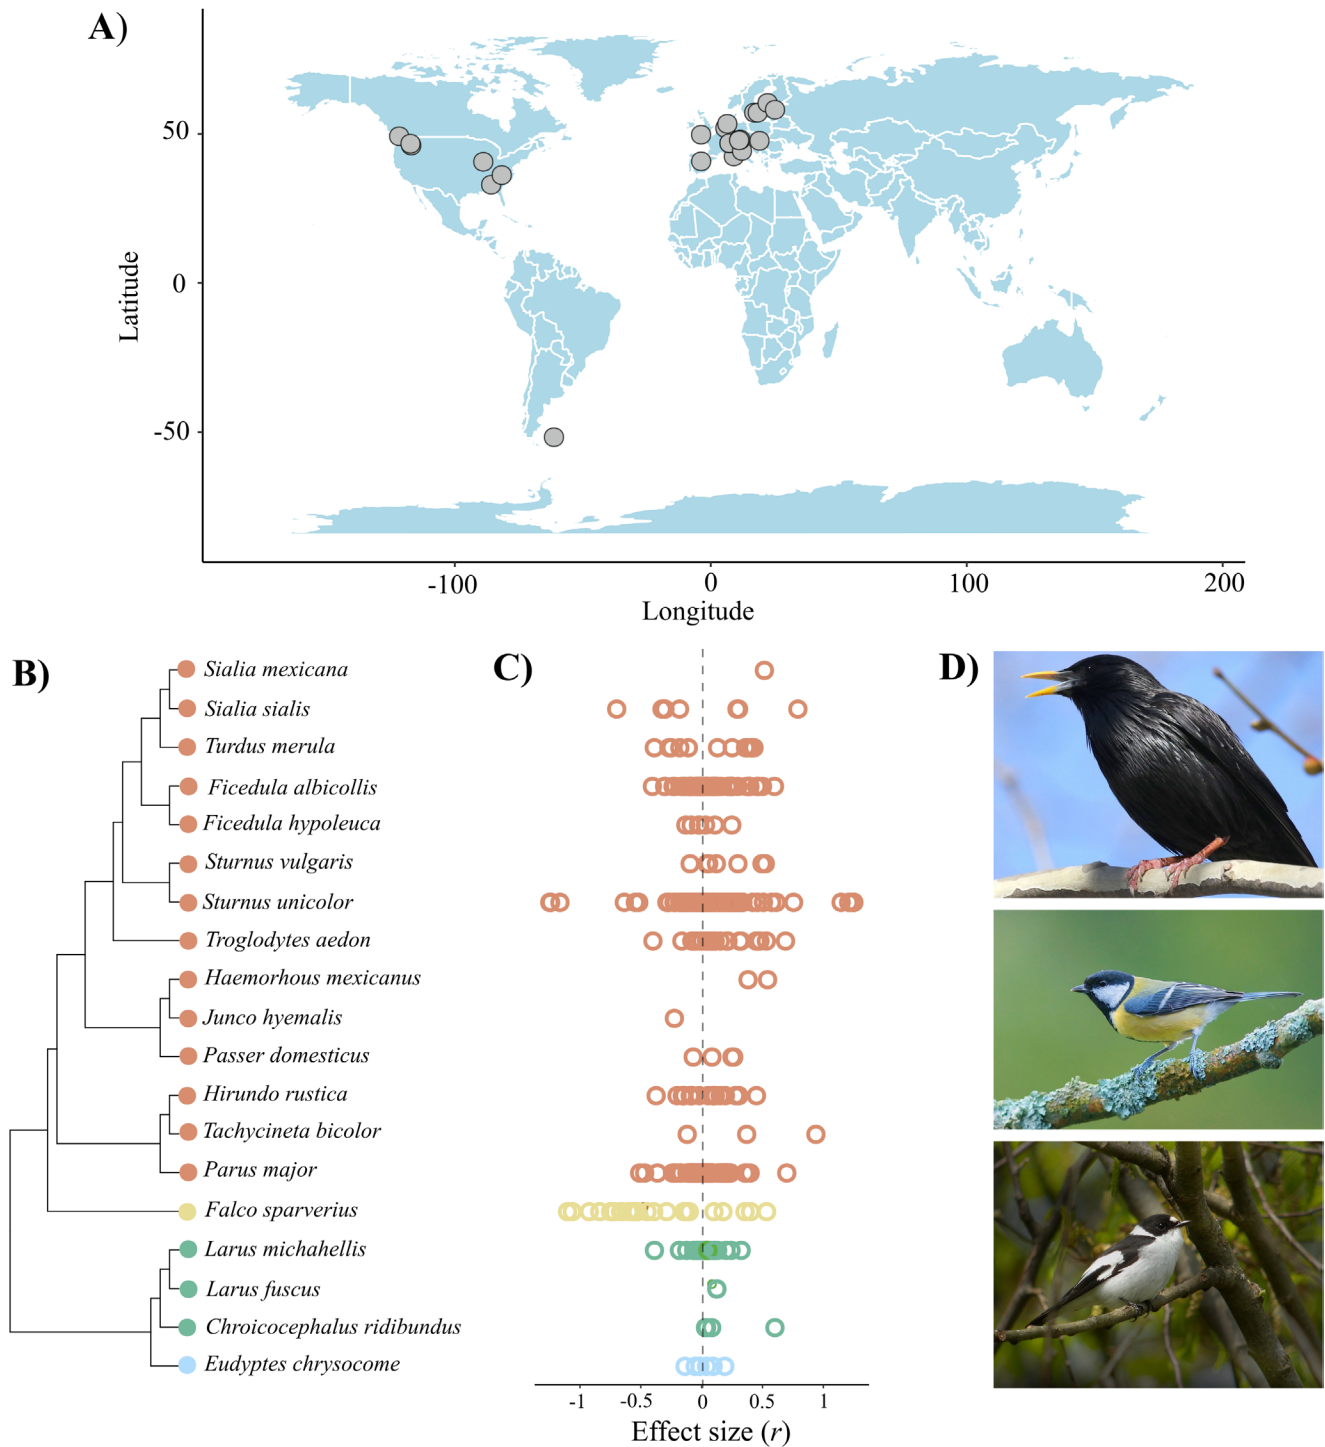 A)
50
0
-50
Latitude
-100
0
100
200
Longitude
B)
Sialia mexicana
Sialia sialis
Turdus merula
Ficedula albicollis
Ficedula hypoleuca
Sturnus vulgaris
Sturnus unicolor
Troglodytes aedon
Haemorhous mexicanus
Junco hyemalis
Passer domesticus
Hirundo rustica
Tachycineta bicolor
Parus major
Falco sparverius
Larus michahellis
Larus fuscus
Chroicocephalus ridibundus
Eudyptes chrysocome
C)
-1
-0.5
0
0.5
1
Effect size (r)
D)